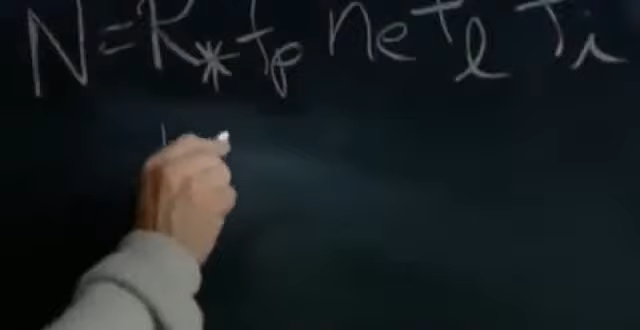 N = R* fp ne fl fi